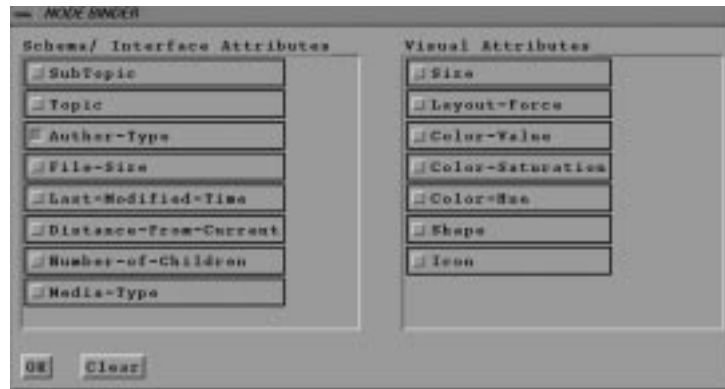 NODE BINDER
Schema/ Interface Attributes
SubTopic
Topic
Author-Type
File-Size
Last-Modified-Time
Distance-From-Current
Number-of-Children
Media-Type
Visual Attributes
Size
Layout-Force
Color-Value
Color-Saturation
Color-Hue
Shape
Icon
OK
Clear